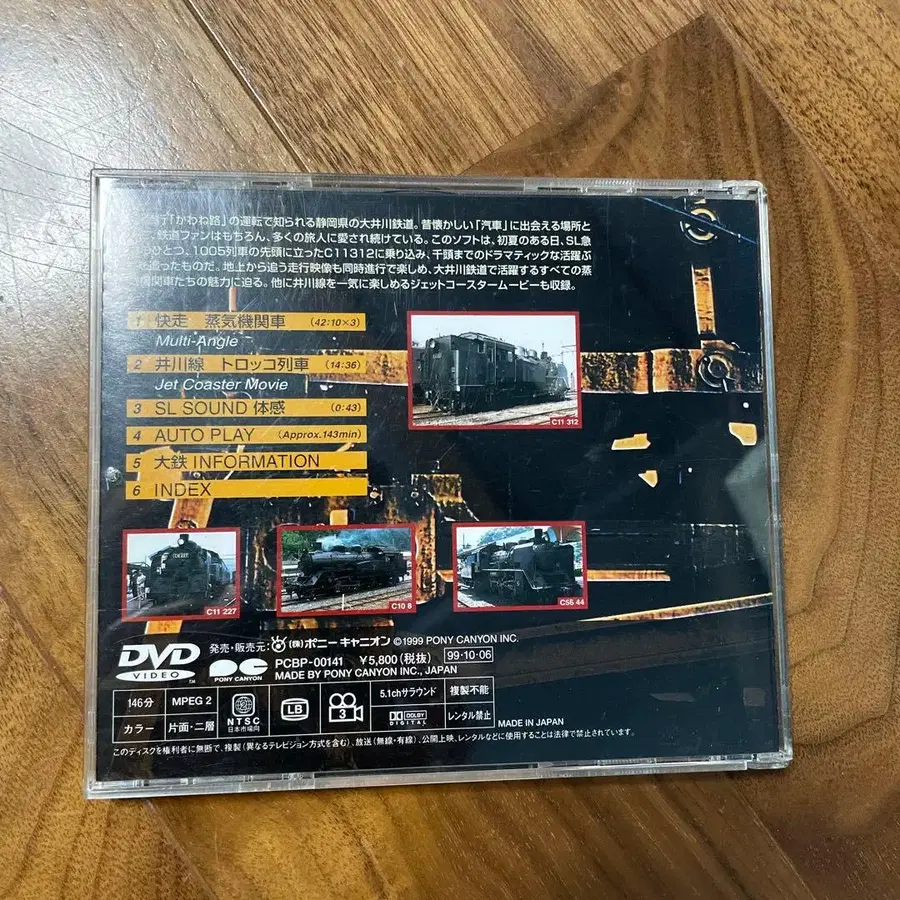 行「かわね路」の運転で知られる静岡県の大井川鉄道。昔懐かしい「汽車」に出会える場所と
、鉄道ファンはもちろん、多くの旅人に愛され続けている。このソフトは、初夏のある日、SL急
ひとつ、1005列車の先頭に立ったC11312に乗り込み、千頭までのドラマティックな活躍ぶ
追ったものだ。地上から追う走行映像も同時進行で楽しめ、大井川鉄道で活躍するすべての蒸
機関車たちの魅力に迫る。他に井川線を一気に楽しめるジェットコースタームービーも収録。
1 快走 蒸気機関車 (42:10×3)
Multi-Angle
2 井川線 トロッコ列車 (14:36)
Jet Coaster Movie
3 SL SOUND 体感 (0:43)
4 AUTO PLAY (Approx.143min)
5 大鉄 INFORMATION
6 INDEX
C11 312
C11 227
C10 8
C56 44
DVD VIDEO TM
発売・販売元: (株)ポニーキャニオン ©1999 PONY CANYON INC.
PONY CANYON
PCBP-00141 ¥5,800(税抜) 99・10・06
MADE BY PONY CANYON INC., JAPAN
146分 MPEG 2 2 NTSC 日本市場向 LB 3 5.1chサラウンド 複製不能
カラー 片面・二層 DOLBY DIGITAL レンタル禁止
MADE IN JAPAN
このディスクを権利者に無断で、複製(異なるテレビジョン方式を含む)、放送(無線・有線)、公開上映、レンタルなどに使用することは法律で禁止されています。